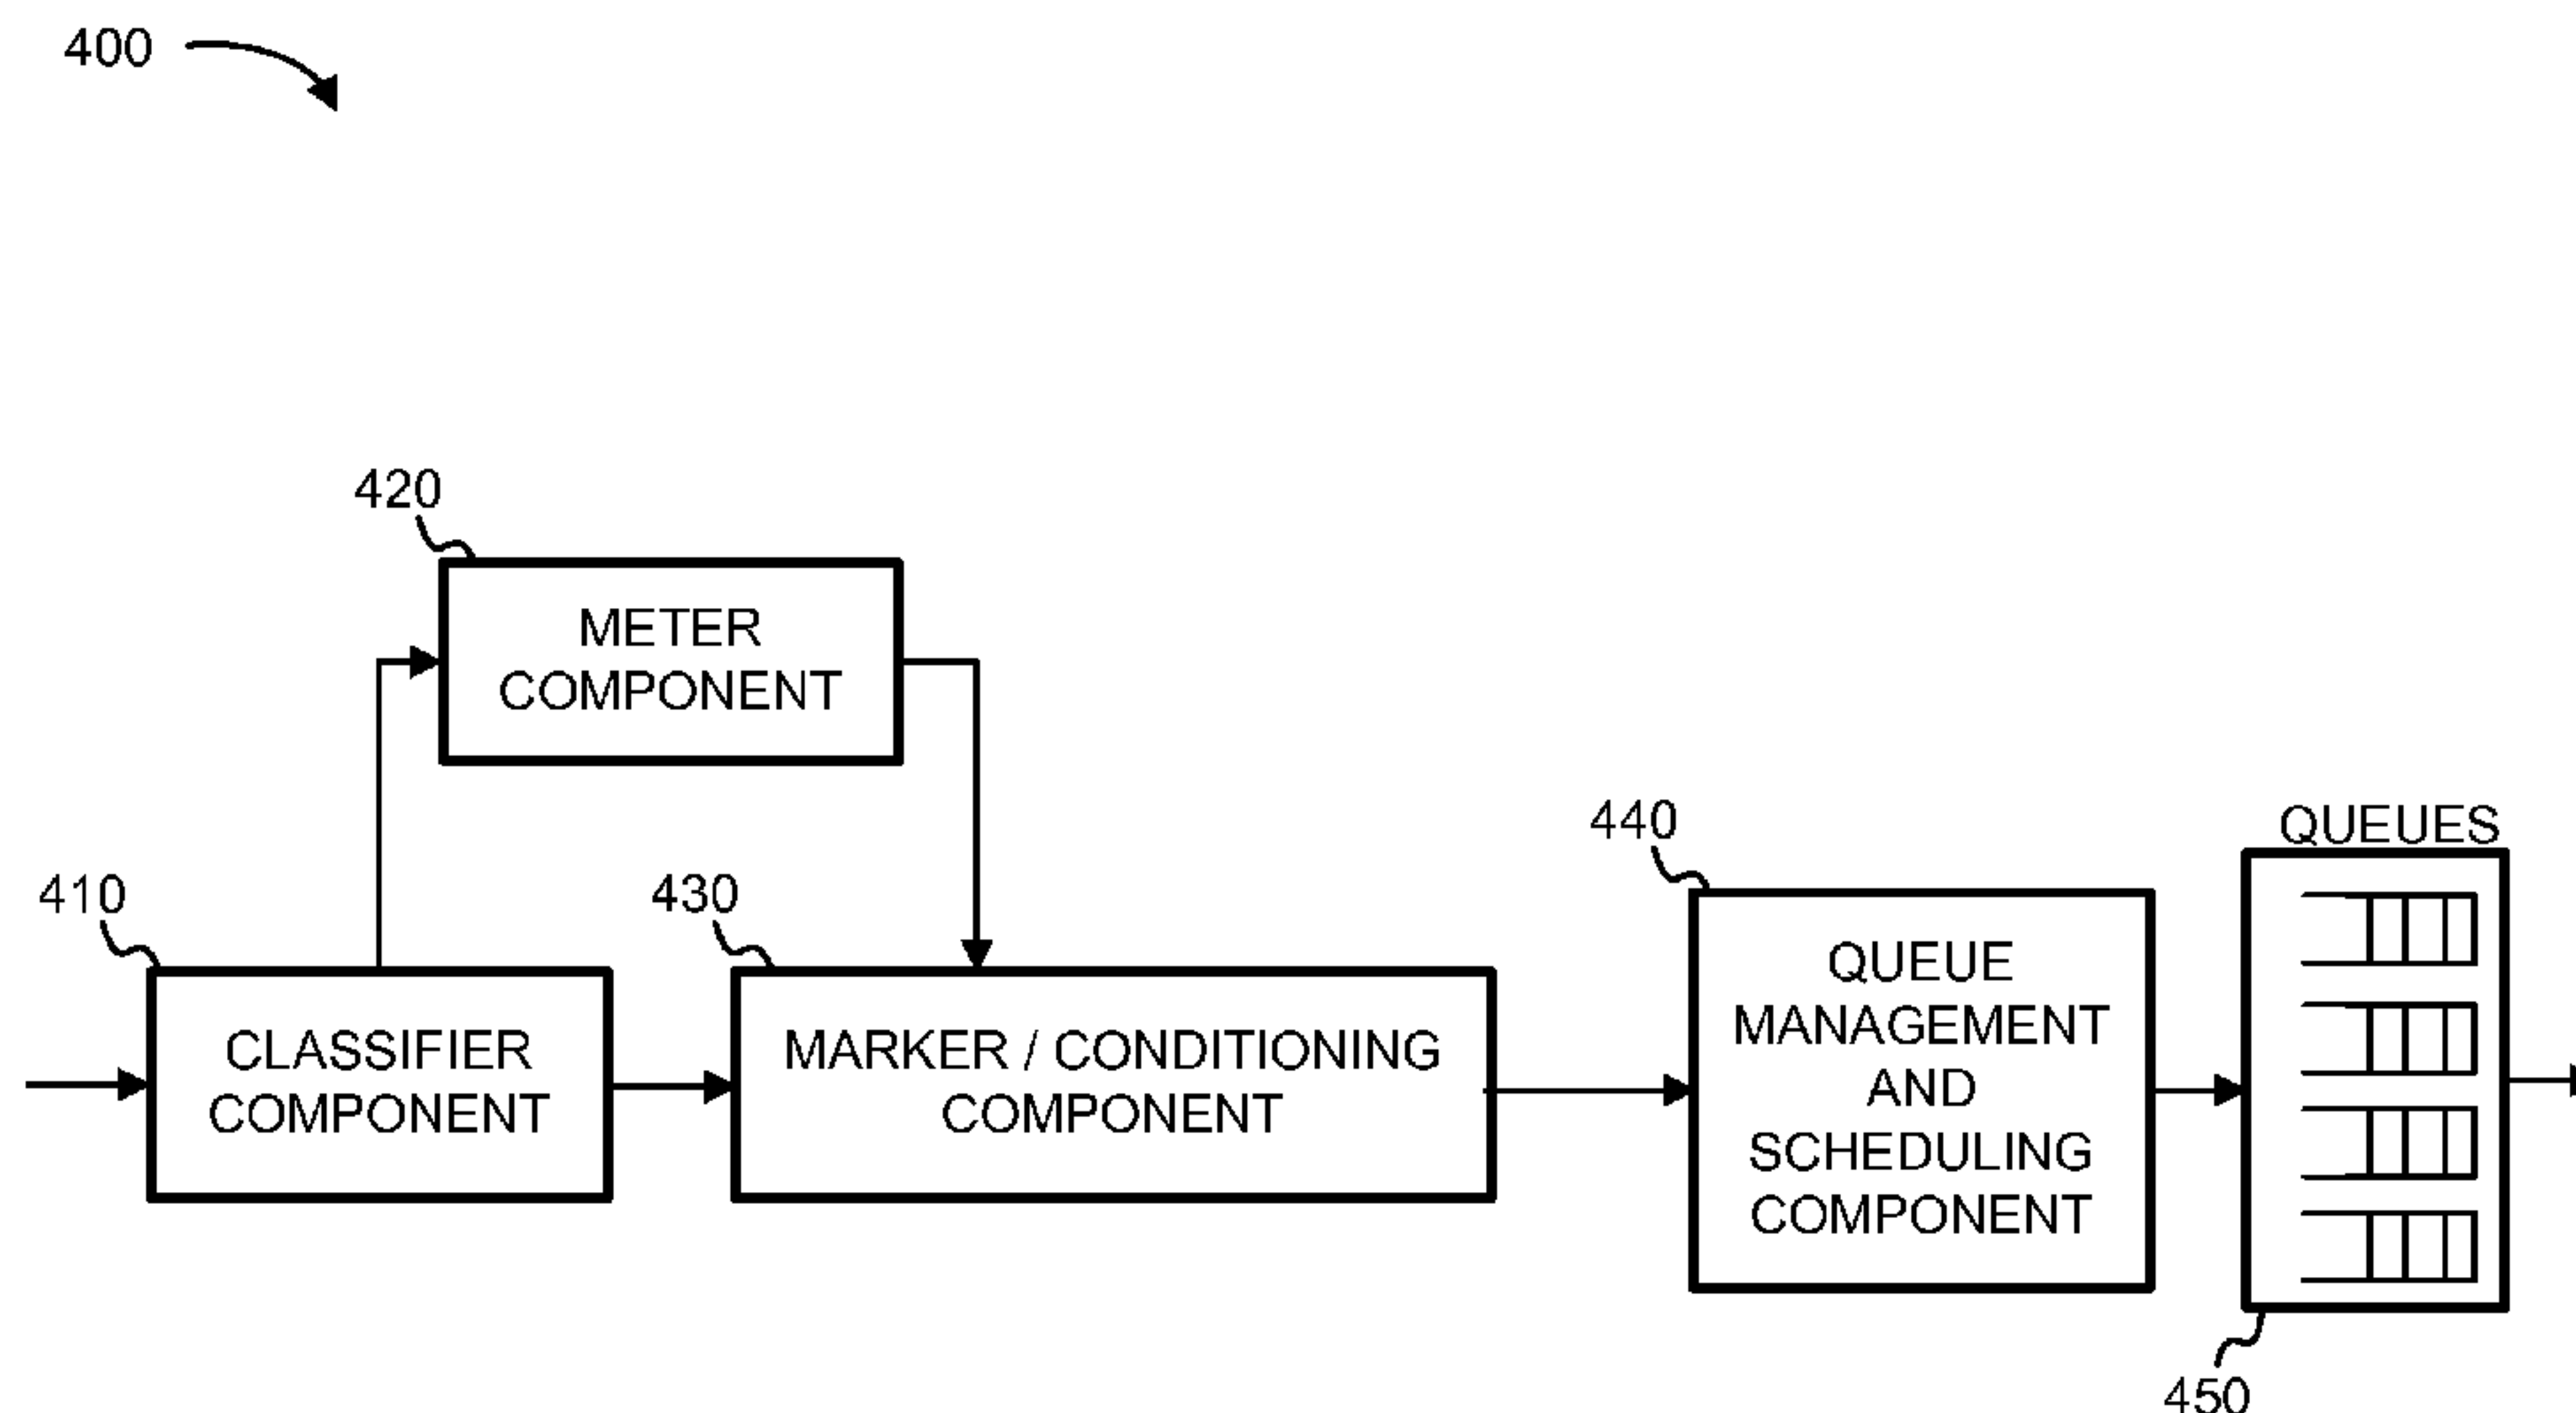 400
420
METER
COMPONENT
410
CLASSIFIER
COMPONENT
430
MARKER / CONDITIONING
COMPONENT
440
QUEUE
MANAGEMENT
AND
SCHEDULING
COMPONENT
QUEUES
450